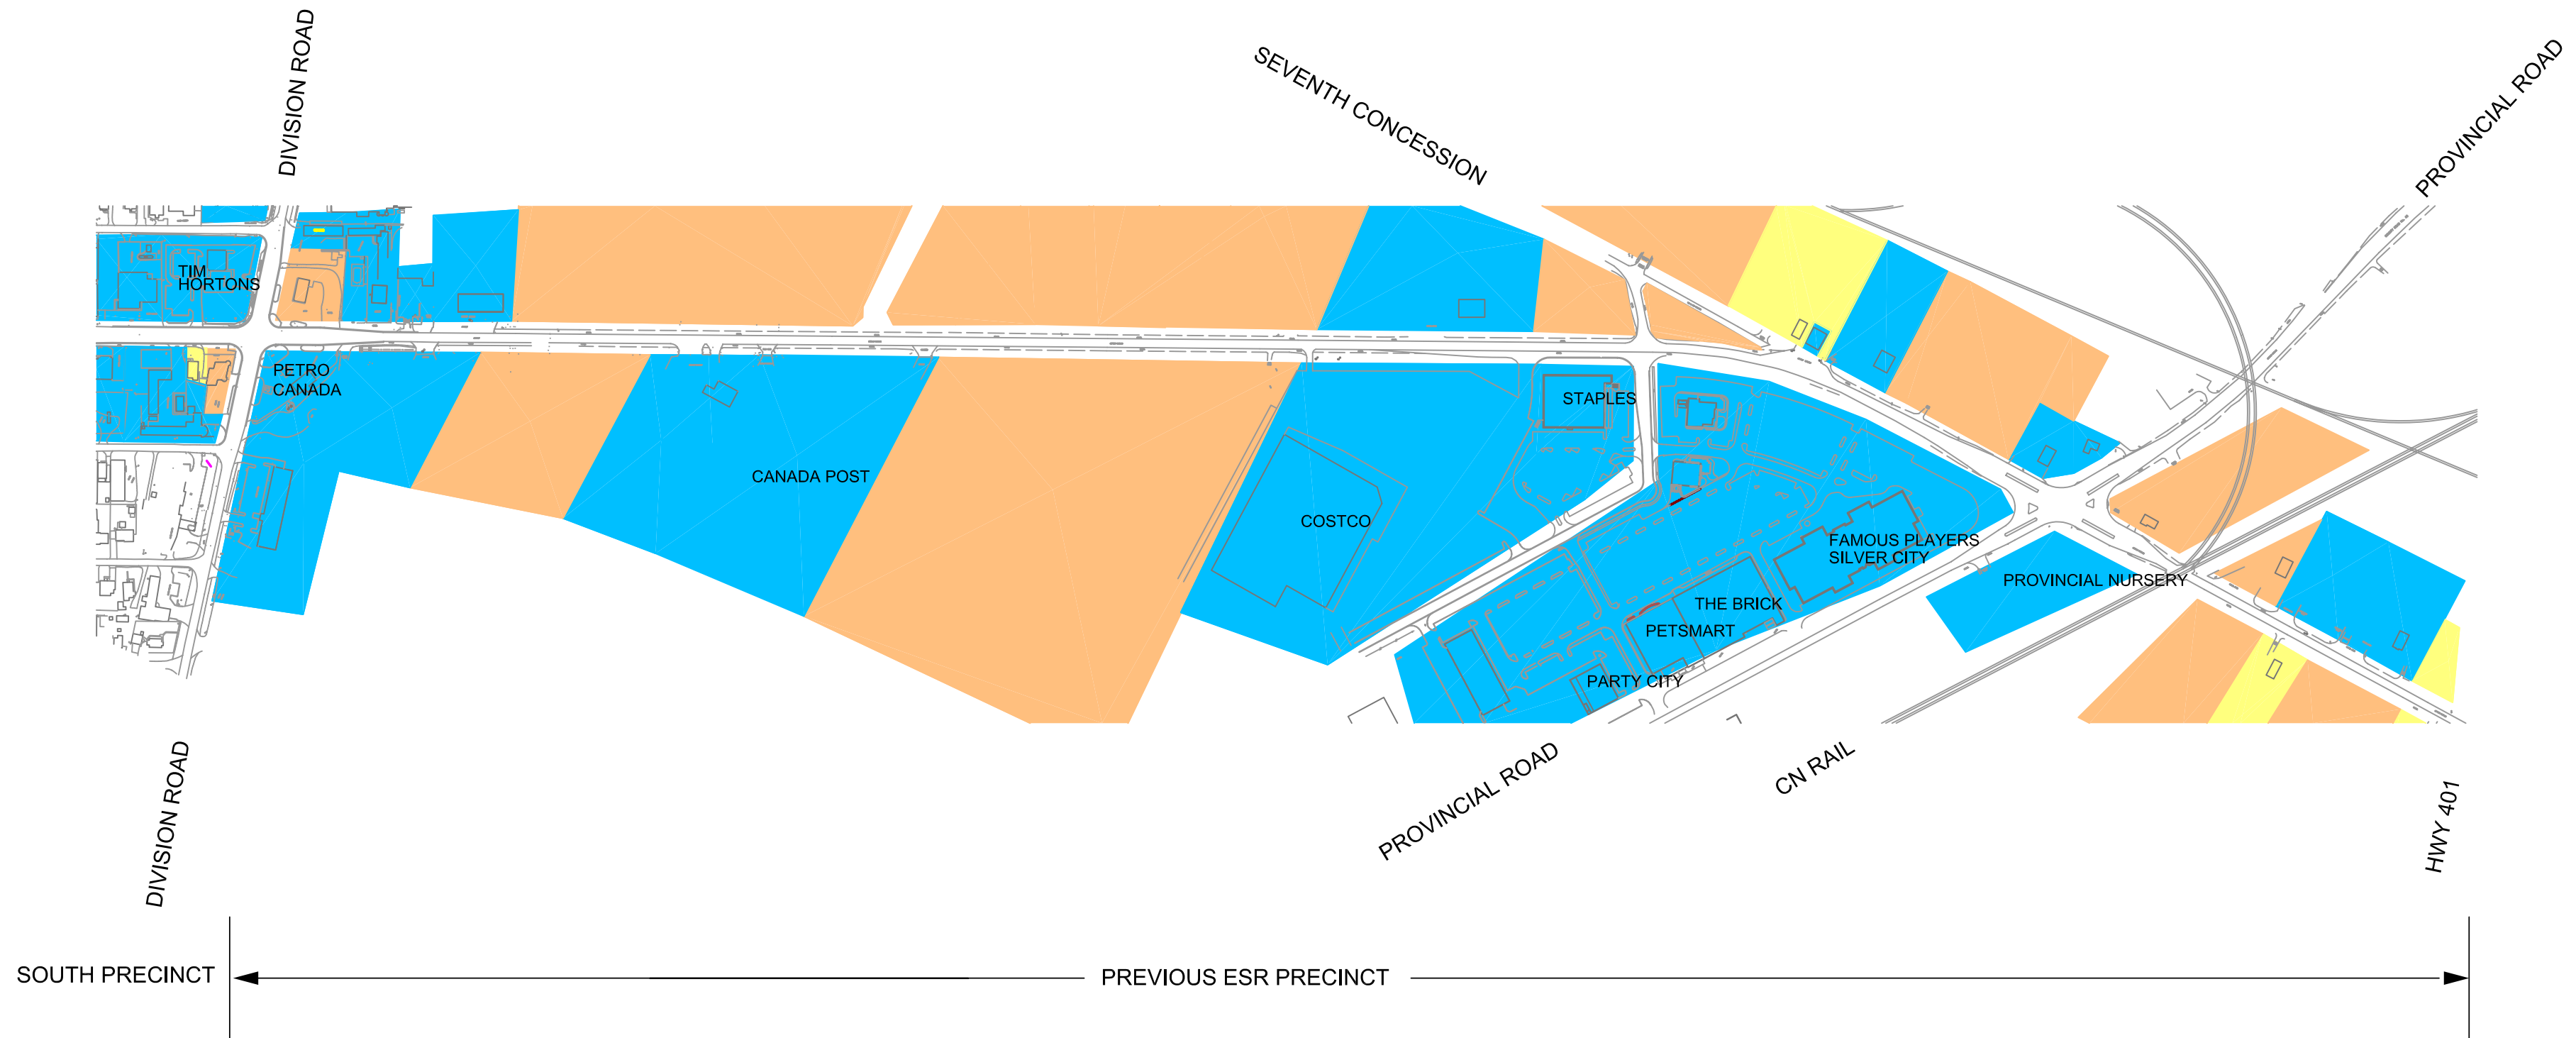 DIVISION ROAD
SEVENTH CONCESSION
PROVINCIAL ROAD
TIM
HORTONS
PETRO
CANADA
STAPLES
CANADA POST
COSTCO
FAMOUS PLAYERS
SILVER CITY
PROVINCIAL NURSERY
THE BRICK
PETSMART
PARTY CITY
DIVISION ROAD
PROVINCIAL ROAD
CN RAIL
HWY 401
SOUTH PRECINCT
PREVIOUS ESR PRECINCT